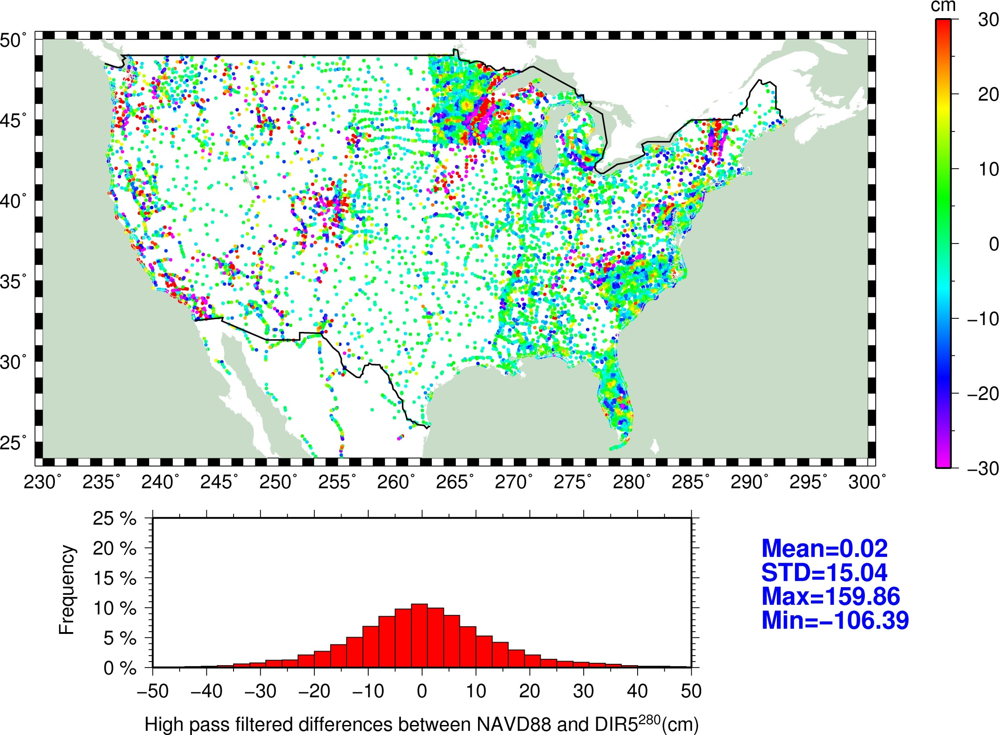 cm
50°
45°
40°
35°
30°
25°
30
20
10
0
−10
−20
−30
230° 235° 240° 245° 250° 255° 260° 265° 270° 275° 280° 285° 290° 295° 300°
25 %
20 %
15 %
10 %
5 %
0 %
Frequency
−50 −40 −30 −20 −10 0 10 20 30 40 50
High pass filtered differences between NAVD88 and DIR5²⁸⁰(cm)
Mean=0.02
STD=15.04
Max=159.86
Min=−106.39